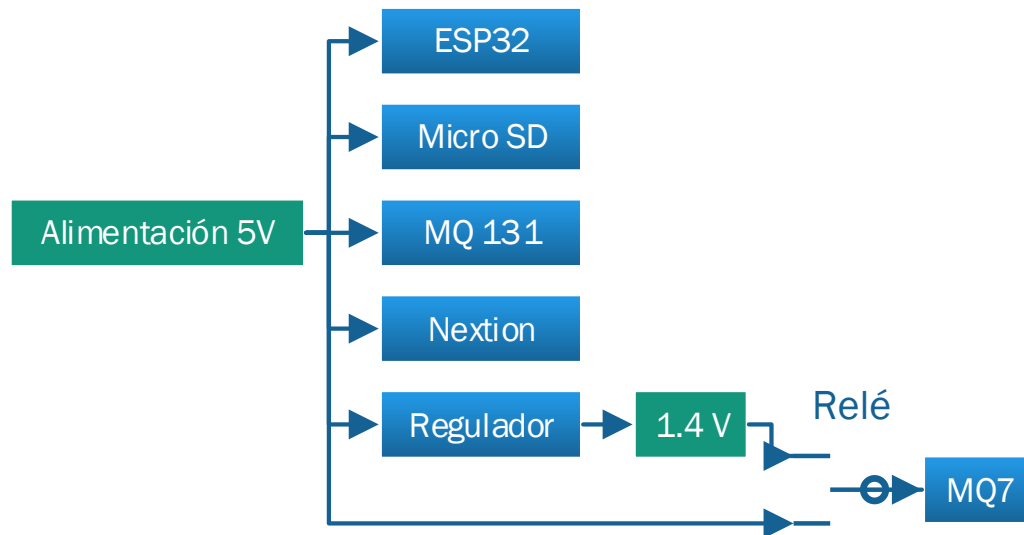 ESP32
Micro SD
Alimentación 5V
MQ 131
Nextion
Relé
Regulador
1.4 V
MQ7